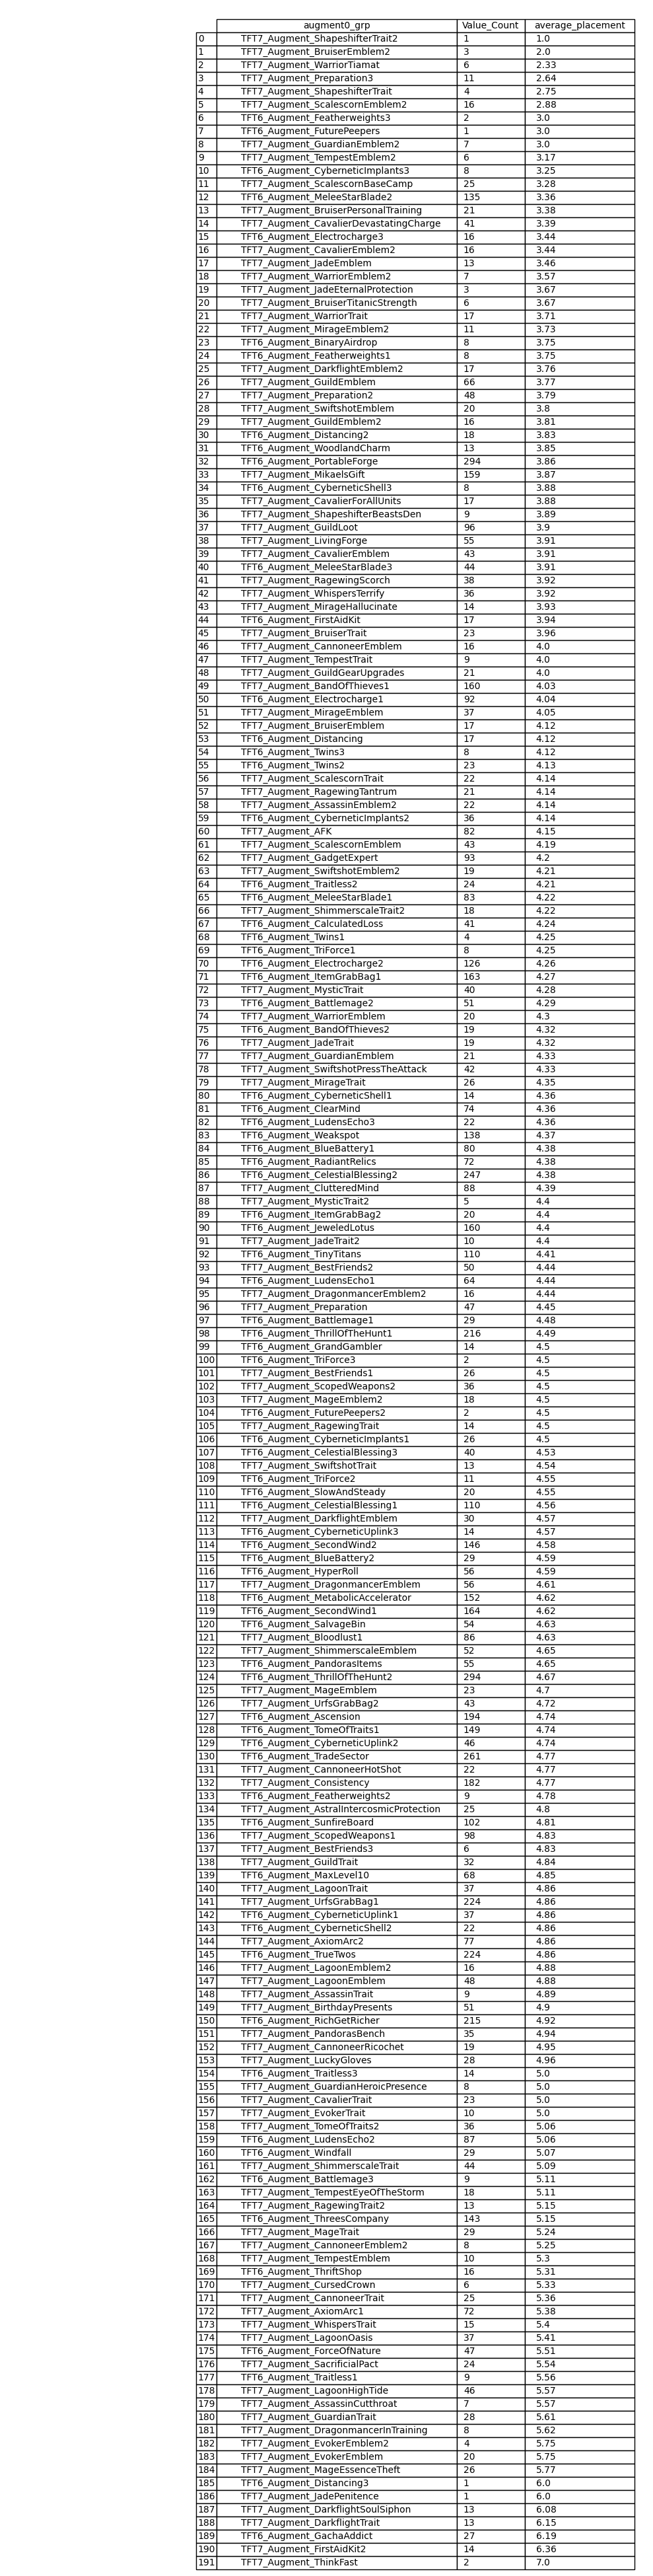 augment0_grp Value_Count average_placement
0 TFT7_Augment_ShapeshifterTrait2 1 1.0
1 TFT7_Augment_BruiserEmblem2 3 2.0
2 TFT7_Augment_WarriorTiamat 6 2.33
3 TFT7_Augment_Preparation3 11 2.64
4 TFT7_Augment_ShapeshifterTrait 4 2.75
5 TFT7_Augment_ScalescornEmblem2 16 2.88
6 TFT6_Augment_Featherweights3 2 3.0
7 TFT6_Augment_FuturePeepers 1 3.0
8 TFT7_Augment_GuardianEmblem2 7 3.0
9 TFT7_Augment_TempestEmblem2 6 3.17
10 TFT6_Augment_CyberneticImplants3 8 3.25
11 TFT7_Augment_ScalescornBaseCamp 25 3.28
12 TFT6_Augment_MeleeStarBlade2 135 3.36
13 TFT7_Augment_BruiserPersonalTraining 21 3.38
14 TFT7_Augment_CavalierDevastatingCharge 41 3.39
15 TFT6_Augment_Electrocharge3 16 3.44
16 TFT7_Augment_CavalierEmblem2 16 3.44
17 TFT7_Augment_JadeEmblem 13 3.46
18 TFT7_Augment_WarriorEmblem2 7 3.57
19 TFT7_Augment_JadeEternalProtection 3 3.67
20 TFT7_Augment_BruiserTitanicStrength 6 3.67
21 TFT7_Augment_WarriorTrait 17 3.71
22 TFT7_Augment_MirageEmblem2 11 3.73
23 TFT6_Augment_BinaryAirdrop 8 3.75
24 TFT6_Augment_Featherweights1 8 3.75
25 TFT7_Augment_DarkflightEmblem2 17 3.76
26 TFT7_Augment_GuildEmblem 66 3.77
27 TFT7_Augment_Preparation2 48 3.79
28 TFT7_Augment_SwiftshotEmblem 20 3.8
29 TFT7_Augment_GuildEmblem2 16 3.81
30 TFT6_Augment_Distancing2 18 3.83
31 TFT6_Augment_WoodlandCharm 13 3.85
32 TFT6_Augment_PortableForge 294 3.86
33 TFT7_Augment_MikaelsGift 159 3.87
34 TFT6_Augment_CyberneticShell3 8 3.88
35 TFT7_Augment_CavalierForAllUnits 17 3.88
36 TFT7_Augment_ShapeshifterBeastsDen 9 3.89
37 TFT7_Augment_GuildLoot 96 3.9
38 TFT7_Augment_LivingForge 55 3.91
39 TFT7_Augment_CavalierEmblem 43 3.91
40 TFT6_Augment_MeleeStarBlade3 44 3.91
41 TFT7_Augment_RagewingScorch 38 3.92
42 TFT7_Augment_WhispersTerrify 36 3.92
43 TFT7_Augment_MirageHallucinate 14 3.93
44 TFT6_Augment_FirstAidKit 17 3.94
45 TFT7_Augment_BruiserTrait 23 3.96
46 TFT7_Augment_CannoneerEmblem 16 4.0
47 TFT7_Augment_TempestTrait 9 4.0
48 TFT7_Augment_GuildGearUpgrades 21 4.0
49 TFT7_Augment_BandOfThieves1 160 4.03
50 TFT6_Augment_Electrocharge1 92 4.04
51 TFT7_Augment_MirageEmblem 37 4.05
52 TFT7_Augment_BruiserEmblem 17 4.12
53 TFT6_Augment_Distancing 17 4.12
54 TFT6_Augment_Twins3 8 4.12
55 TFT6_Augment_Twins2 23 4.13
56 TFT7_Augment_ScalescornTrait 22 4.14
57 TFT7_Augment_RagewingTantrum 21 4.14
58 TFT7_Augment_AssassinEmblem2 22 4.14
59 TFT6_Augment_CyberneticImplants2 36 4.14
60 TFT7_Augment_AFK 82 4.15
61 TFT7_Augment_ScalescornEmblem 43 4.19
62 TFT7_Augment_GadgetExpert 93 4.2
63 TFT7_Augment_SwiftshotEmblem2 19 4.21
64 TFT6_Augment_Traitless2 24 4.21
65 TFT6_Augment_MeleeStarBlade1 83 4.22
66 TFT7_Augment_ShimmerscaleTrait2 18 4.22
67 TFT6_Augment_CalculatedLoss 41 4.24
68 TFT6_Augment_Twins1 4 4.25
69 TFT6_Augment_TriForce1 8 4.25
70 TFT6_Augment_Electrocharge2 126 4.26
71 TFT6_Augment_ItemGrabBag1 163 4.27
72 TFT7_Augment_MysticTrait 40 4.28
73 TFT6_Augment_Battlemage2 51 4.29
74 TFT7_Augment_WarriorEmblem 20 4.3
75 TFT6_Augment_BandOfThieves2 19 4.32
76 TFT7_Augment_JadeTrait 19 4.32
77 TFT7_Augment_GuardianEmblem 21 4.33
78 TFT7_Augment_SwiftshotPressTheAttack 42 4.33
79 TFT7_Augment_MirageTrait 26 4.35
80 TFT6_Augment_CyberneticShell1 14 4.36
81 TFT6_Augment_ClearMind 74 4.36
82 TFT6_Augment_LudensEcho3 22 4.36
83 TFT6_Augment_Weakspot 138 4.37
84 TFT6_Augment_BlueBattery1 80 4.38
85 TFT6_Augment_RadiantRelics 72 4.38
86 TFT6_Augment_CelestialBlessing2 247 4.38
87 TFT7_Augment_ClutteredMind 88 4.39
88 TFT7_Augment_MysticTrait2 5 4.4
89 TFT6_Augment_ItemGrabBag2 20 4.4
90 TFT6_Augment_JeweledLotus 160 4.4
91 TFT7_Augment_JadeTrait2 10 4.4
92 TFT6_Augment_TinyTitans 110 4.41
93 TFT7_Augment_BestFriends2 50 4.44
94 TFT6_Augment_LudensEcho1 64 4.44
95 TFT7_Augment_DragonmancerEmblem2 16 4.44
96 TFT7_Augment_Preparation 47 4.45
97 TFT6_Augment_Battlemage1 29 4.48
98 TFT6_Augment_ThrillOfTheHunt1 216 4.49
99 TFT6_Augment_GrandGambler 14 4.5
100 TFT6_Augment_TriForce3 2 4.5
101 TFT7_Augment_BestFriends1 26 4.5
102 TFT7_Augment_ScopedWeapons2 36 4.5
103 TFT7_Augment_MageEmblem2 18 4.5
104 TFT6_Augment_FuturePeepers2 2 4.5
105 TFT7_Augment_RagewingTrait 14 4.5
106 TFT6_Augment_CyberneticImplants1 26 4.5
107 TFT6_Augment_CelestialBlessing3 40 4.53
108 TFT7_Augment_SwiftshotTrait 13 4.54
109 TFT6_Augment_TriForce2 11 4.55
110 TFT6_Augment_SlowAndSteady 20 4.55
111 TFT6_Augment_CelestialBlessing1 110 4.56
112 TFT7_Augment_DarkflightEmblem 30 4.57
113 TFT6_Augment_CyberneticUplink3 14 4.57
114 TFT6_Augment_SecondWind2 146 4.58
115 TFT6_Augment_BlueBattery2 29 4.59
116 TFT6_Augment_HyperRoll 56 4.59
117 TFT7_Augment_DragonmancerEmblem 56 4.61
118 TFT6_Augment_MetabolicAccelerator 152 4.62
119 TFT6_Augment_SecondWind1 164 4.62
120 TFT6_Augment_SalvageBin 54 4.63
121 TFT7_Augment_Bloodlust1 86 4.63
122 TFT7_Augment_ShimmerscaleEmblem 52 4.65
123 TFT6_Augment_PandorasItems 55 4.65
124 TFT6_Augment_ThrillOfTheHunt2 294 4.67
125 TFT7_Augment_MageEmblem 23 4.7
126 TFT7_Augment_UrfsGrabBag2 43 4.72
127 TFT6_Augment_Ascension 194 4.74
128 TFT6_Augment_TomeOfTraits1 149 4.74
129 TFT6_Augment_CyberneticUplink2 46 4.74
130 TFT6_Augment_TradeSector 261 4.77
131 TFT7_Augment_CannoneerHotShot 22 4.77
132 TFT7_Augment_Consistency 182 4.77
133 TFT6_Augment_Featherweights2 9 4.78
134 TFT7_Augment_AstralIntercosmicProtection 25 4.8
135 TFT6_Augment_SunfireBoard 102 4.81
136 TFT7_Augment_ScopedWeapons1 98 4.83
137 TFT7_Augment_BestFriends3 6 4.83
138 TFT7_Augment_GuildTrait 32 4.84
139 TFT6_Augment_MaxLevel10 68 4.85
140 TFT7_Augment_LagoonTrait 37 4.86
141 TFT7_Augment_UrfsGrabBag1 224 4.86
142 TFT6_Augment_CyberneticUplink1 37 4.86
143 TFT6_Augment_CyberneticShell2 22 4.86
144 TFT7_Augment_AxiomArc2 77 4.86
145 TFT6_Augment_TrueTwos 224 4.86
146 TFT7_Augment_LagoonEmblem2 16 4.88
147 TFT7_Augment_LagoonEmblem 48 4.88
148 TFT7_Augment_AssassinTrait 9 4.89
149 TFT7_Augment_BirthdayPresents 51 4.9
150 TFT6_Augment_RichGetRicher 215 4.92
151 TFT7_Augment_PandorasBench 35 4.94
152 TFT7_Augment_CannoneerRicochet 19 4.95
153 TFT7_Augment_LuckyGloves 28 4.96
154 TFT6_Augment_Traitless3 14 5.0
155 TFT7_Augment_GuardianHeroicPresence 8 5.0
156 TFT7_Augment_CavalierTrait 23 5.0
157 TFT7_Augment_EvokerTrait 10 5.0
158 TFT7_Augment_TomeOfTraits2 36 5.06
159 TFT6_Augment_LudensEcho2 87 5.06
160 TFT6_Augment_Windfall 29 5.07
161 TFT7_Augment_ShimmerscaleTrait 44 5.09
162 TFT6_Augment_Battlemage3 9 5.11
163 TFT7_Augment_TempestEyeOfTheStorm 18 5.11
164 TFT7_Augment_RagewingTrait2 13 5.15
165 TFT6_Augment_ThreesCompany 143 5.15
166 TFT7_Augment_MageTrait 29 5.24
167 TFT7_Augment_CannoneerEmblem2 8 5.25
168 TFT7_Augment_TempestEmblem 10 5.3
169 TFT6_Augment_ThriftShop 16 5.31
170 TFT7_Augment_CursedCrown 6 5.33
171 TFT7_Augment_CannoneerTrait 25 5.36
172 TFT7_Augment_AxiomArc1 72 5.38
173 TFT7_Augment_WhispersTrait 15 5.4
174 TFT7_Augment_LagoonOasis 37 5.41
175 TFT6_Augment_ForceOfNature 47 5.51
176 TFT7_Augment_SacrificialPact 24 5.54
177 TFT6_Augment_Traitless1 9 5.56
178 TFT7_Augment_LagoonHighTide 46 5.57
179 TFT7_Augment_AssassinCutthroat 7 5.57
180 TFT7_Augment_GuardianTrait 28 5.61
181 TFT7_Augment_DragonmancerInTraining 8 5.62
182 TFT7_Augment_EvokerEmblem2 4 5.75
183 TFT7_Augment_EvokerEmblem 20 5.75
184 TFT7_Augment_MageEssenceTheft 26 5.77
185 TFT6_Augment_Distancing3 1 6.0
186 TFT7_Augment_JadePenitence 1 6.0
187 TFT7_Augment_DarkflightSoulSiphon 13 6.08
188 TFT7_Augment_DarkflightTrait 13 6.15
189 TFT6_Augment_GachaAddict 27 6.19
190 TFT7_Augment_FirstAidKit2 14 6.36
191 TFT7_Augment_ThinkFast 2 7.0